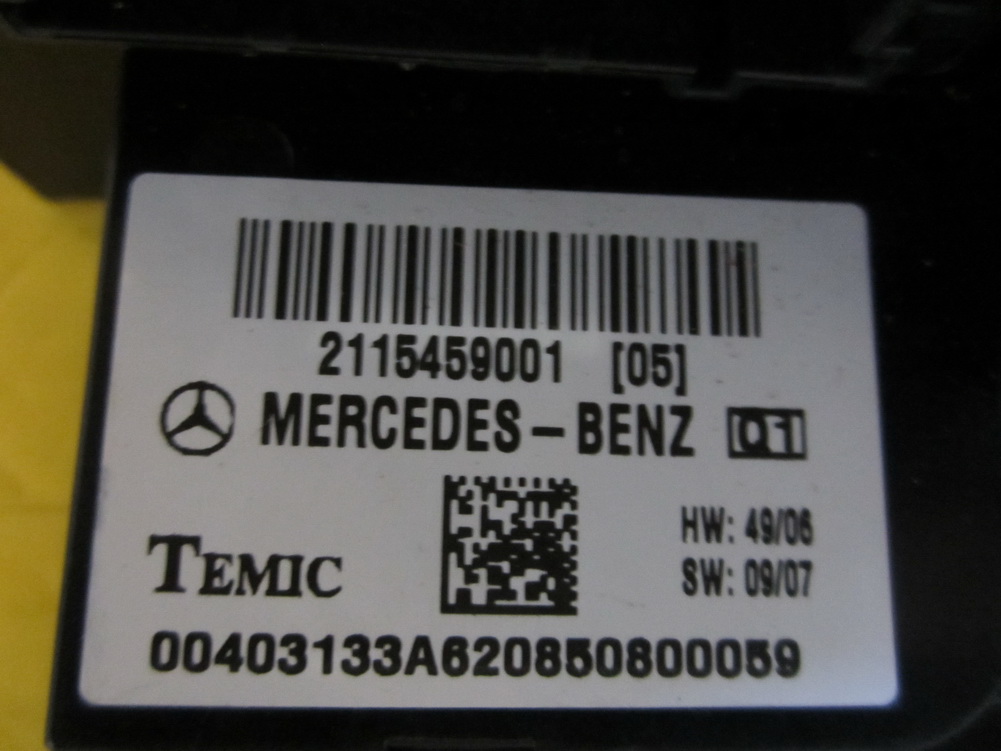 2115459001 [05]
MERCEDES-BENZ 01
HW: 49/06
SW: 09/07
TEMIC
00403133A620850800059